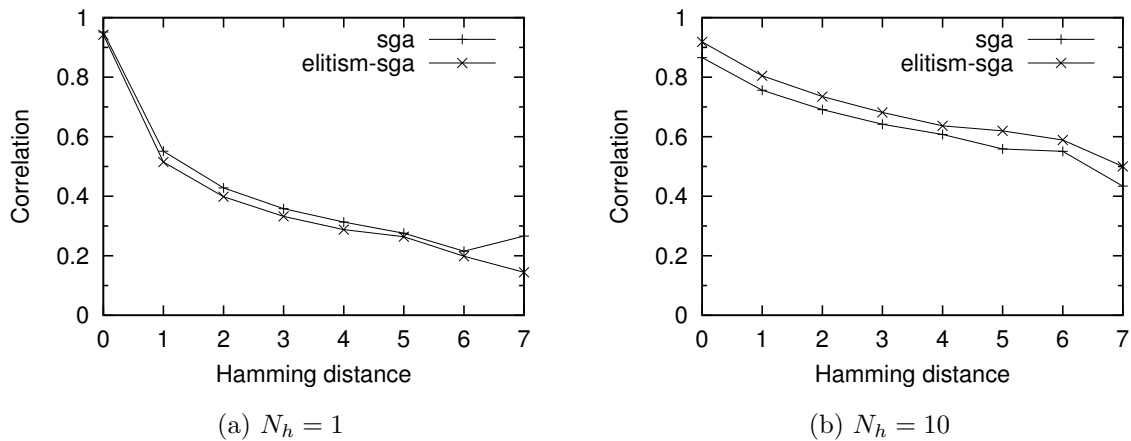 1
0.8
0.6
0.4
0.2
0
Correlation
sga
elitism-sga
0 1 2 3 4 5 6 7
Hamming distance
(a) N_h = 1
1
0.8
0.6
0.4
0.2
0
Correlation
sga
elitism-sga
0 1 2 3 4 5 6 7
Hamming distance
(b) N_h = 10